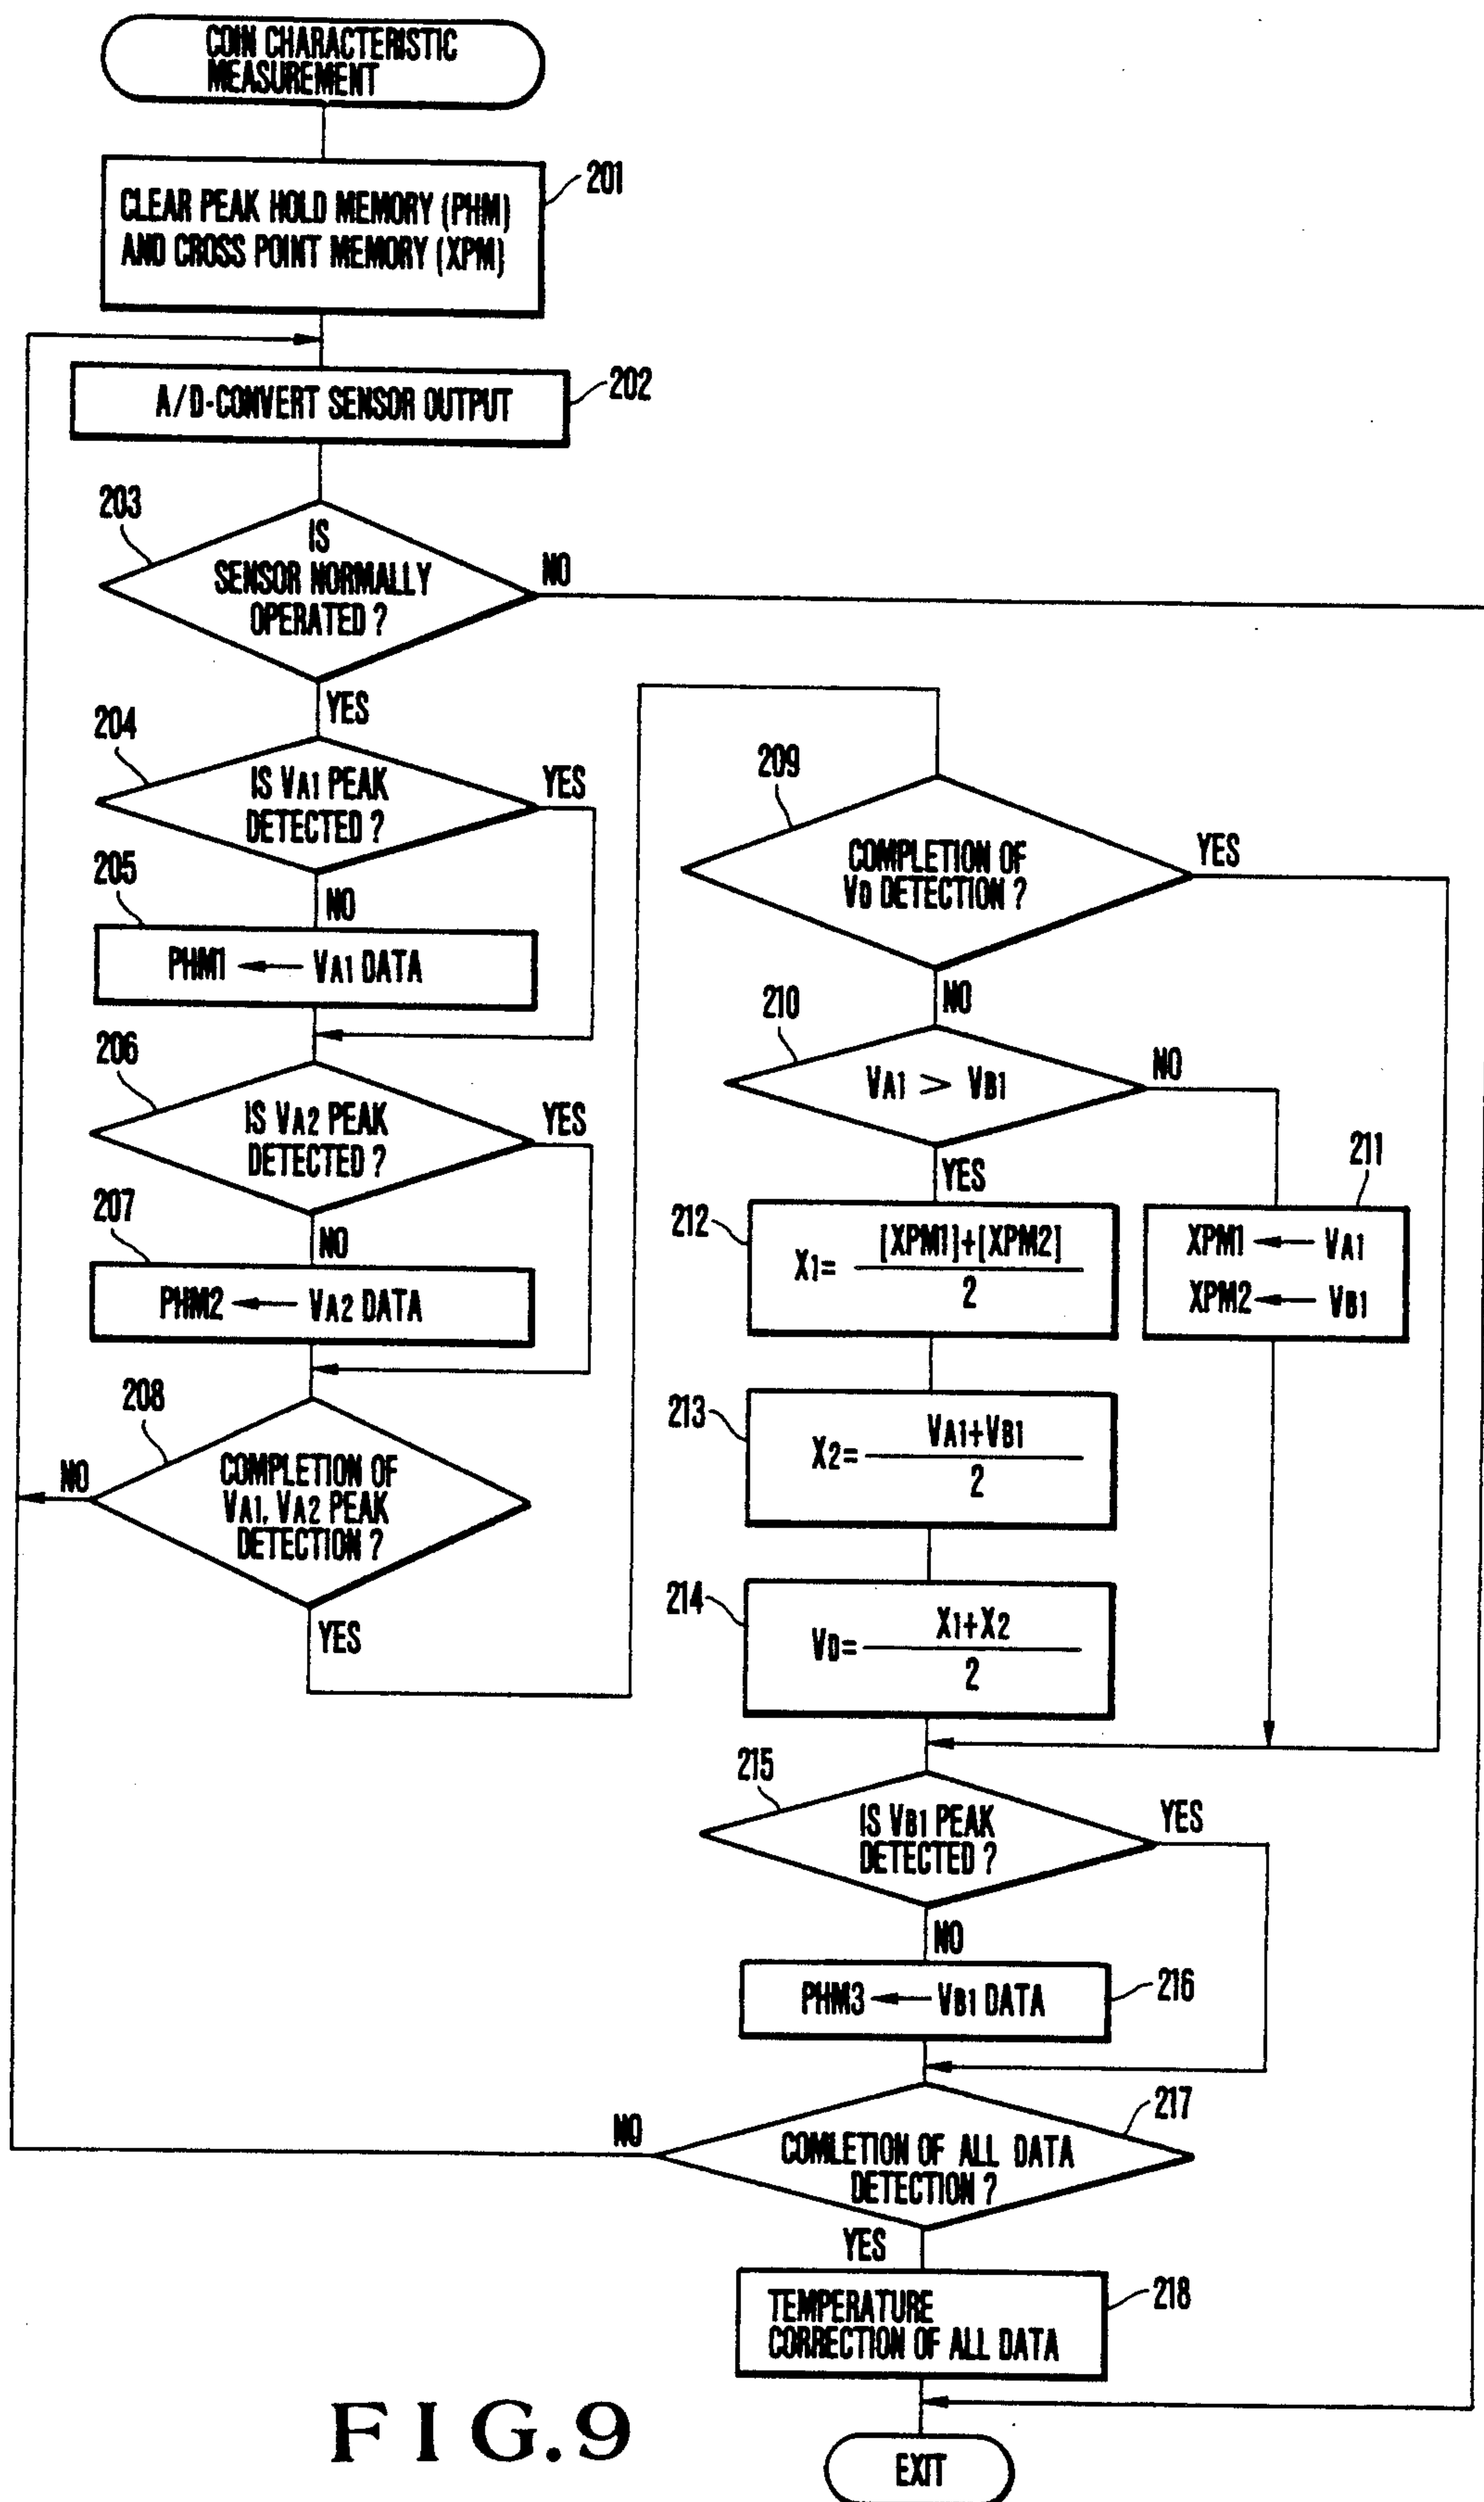 COIN CHARACTERISTIC
MEASUREMENT
201
CLEAR PEAK HOLD MEMORY (PHM)
AND CROSS POINT MEMORY (XPM)
202
A/D-CONVERT SENSOR OUTPUT
203
IS
SENSOR NORMALLY
OPERATED ?
NO
YES
204
IS VA1 PEAK
DETECTED ?
YES
NO
205
PHM1 ← VA1 DATA
206
IS VA2 PEAK
DETECTED ?
YES
NO
207
PHM2 ← VA2 DATA
208
COMPLETION OF
VA1, VA2 PEAK
DETECTION ?
NO
YES
209
COMPLETION OF
VD DETECTION ?
YES
NO
210
VA1 > VB1
NO
YES
211
XPM1 ← VA1
XPM2 ← VB1
212
X1= [XPM1]+[XPM2]
2
213
X2= VA1+VB1
2
214
VD= X1+X2
2
215
IS VB1 PEAK
DETECTED ?
YES
NO
216
PHM3 ← VB1 DATA
217
COMLETION OF ALL DATA
DETECTION ?
NO
YES
218
TEMPERATURE
CORRECTION OF ALL DATA
EXIT
FIG.9